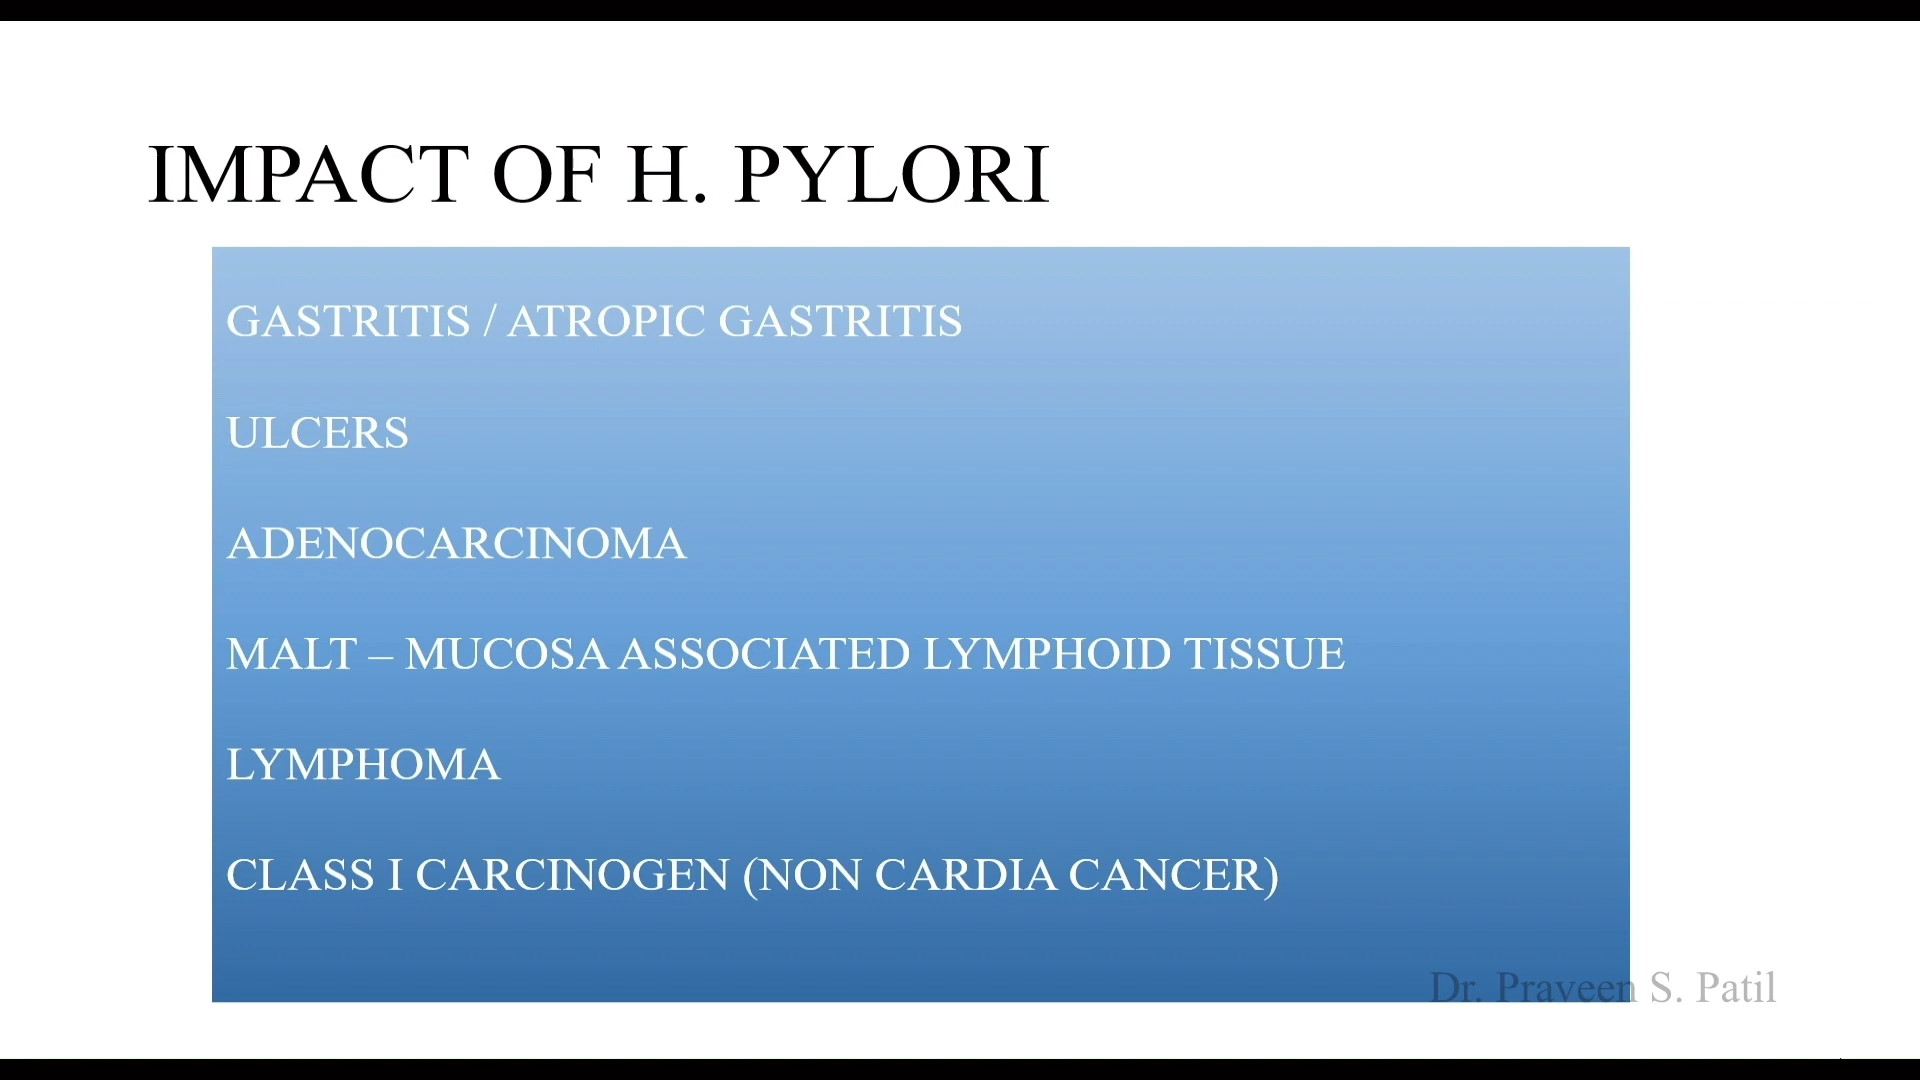 IMPACT OF H. PYLORI
GASTRITIS / ATROPIC GASTRITIS
ULCERS
ADENOCARCINOMA
MALT – MUCOSA ASSOCIATED LYMPHOID TISSUE
LYMPHOMA
CLASS I CARCINOGEN (NON CARDIA CANCER)
Dr. Praveen S. Patil